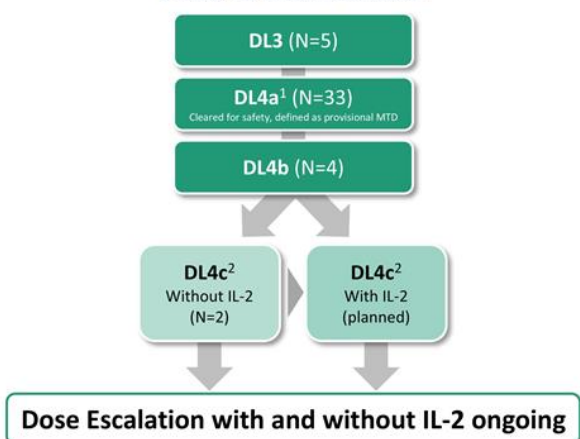 DL3 (N=5)
DL4a¹ (N=33)
Cleared for safety, defined as provisional MTD
DL4b (N=4)
DL4c²
Without IL-2
(N=2)
DL4c²
With IL-2
(planned)
Dose Escalation with and without IL-2 ongoing